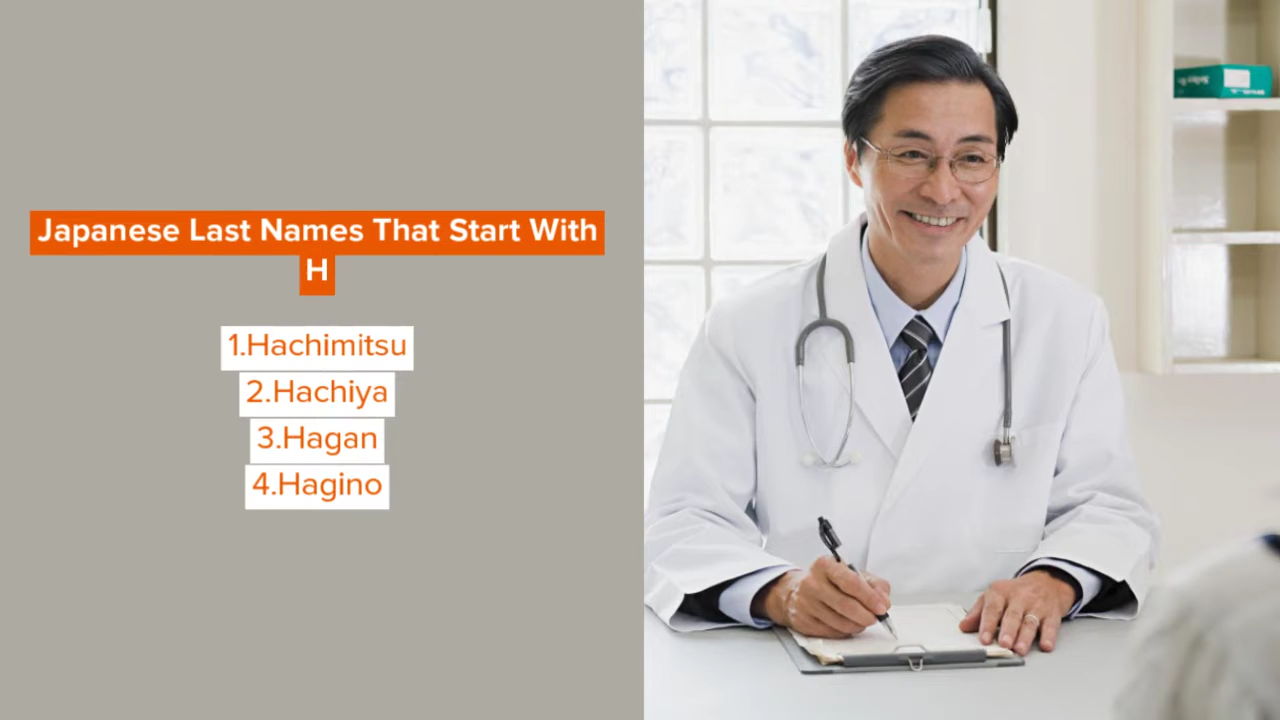 Japanese Last Names That Start With
H
1.Hachimitsu
2.Hachiya
3.Hagan
4.Hagino